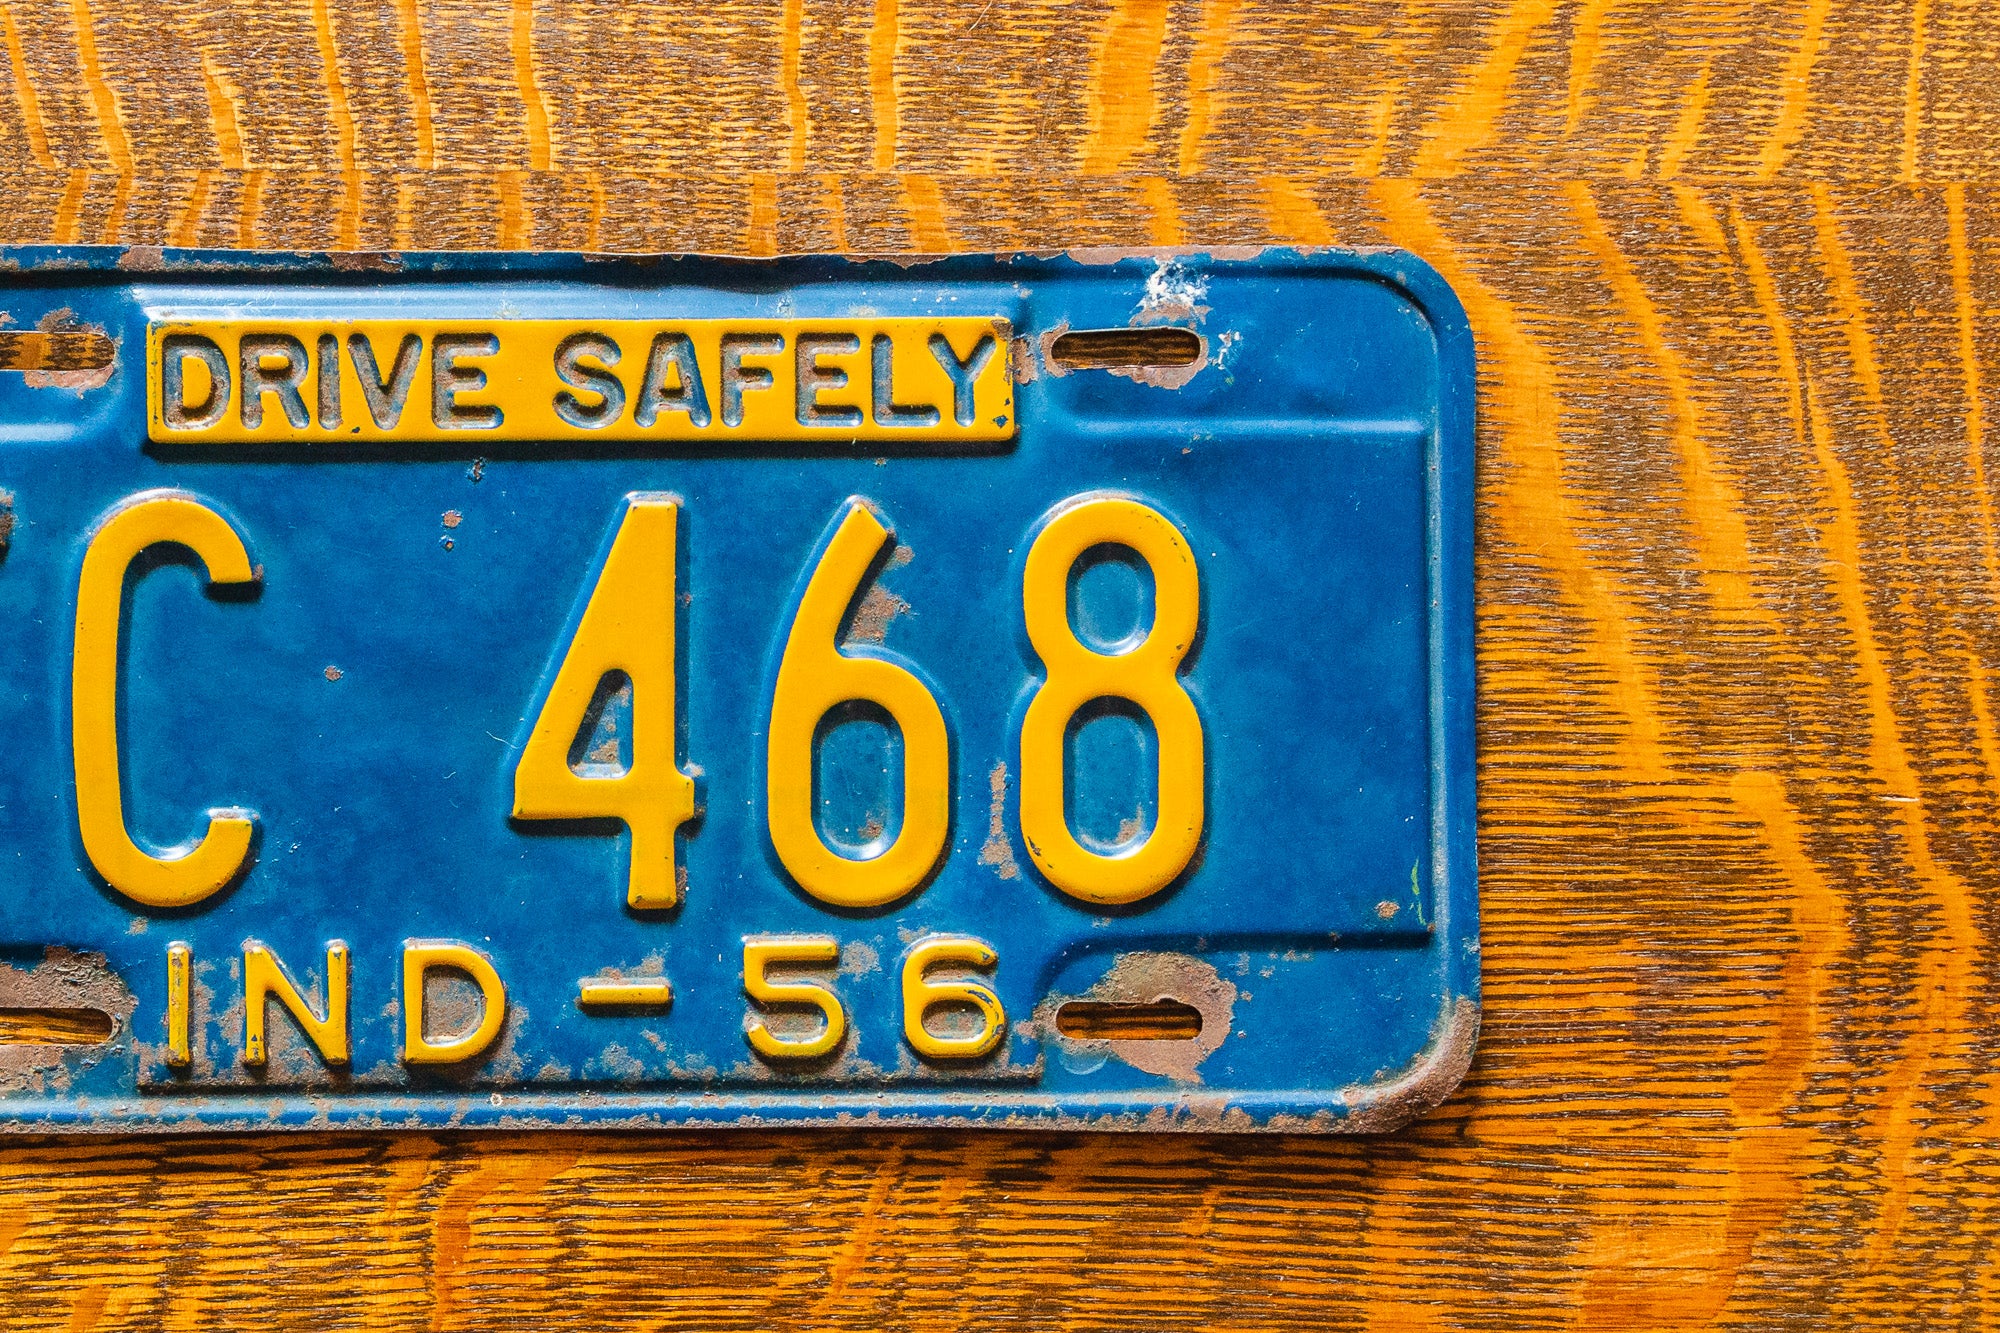 DRIVE SAFELY
C 468
IND - 56